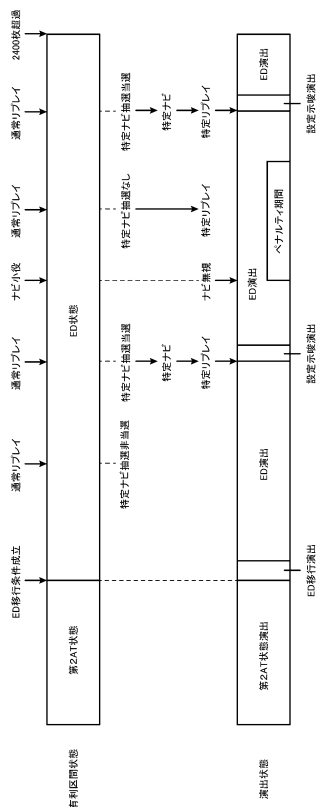 有利区間状態
第2AT状態
ED移行条件成立
ED状態
通常リプレイ
通常リプレイ
ナビ小役
通常リプレイ
通常リプレイ
2400枚超過
特定ナビ抽選非当選
特定ナビ抽選当選
特定ナビ
特定リプレイ
ナビ無視
特定ナビ抽選なし
特定リプレイ
特定ナビ抽選当選
特定ナビ
特定リプレイ
演出状態
第2AT状態演出
ED移行演出
ED演出
設定示唆演出
ED演出
ペナルティ期間
設定示唆演出
ED演出